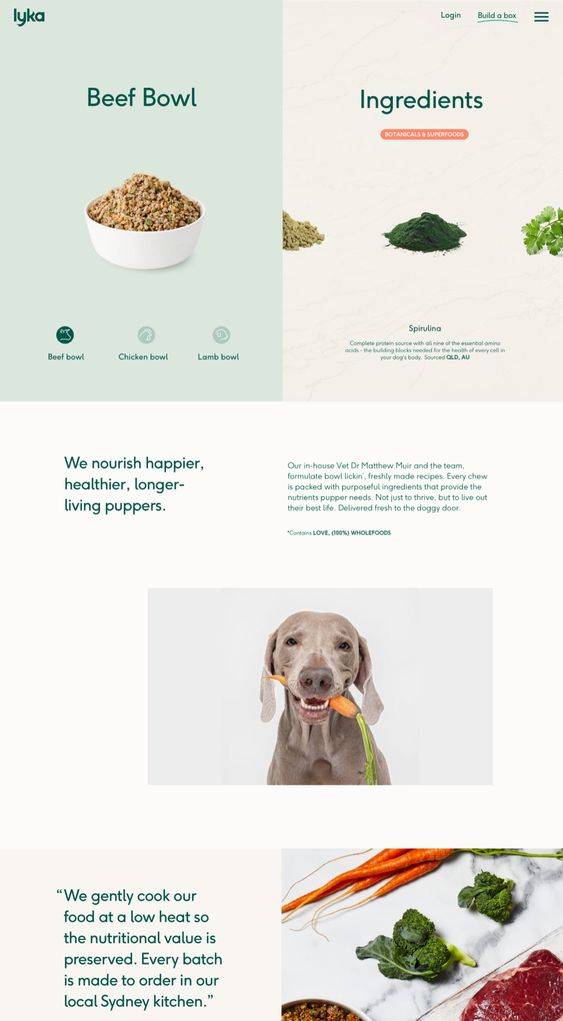 lyka
Login
Build a box
Beef Bowl
Ingredients
BOTANICALS & SUPERFOODS
Spirulina
Complete protein source with all nine of the essential amino
acids - the building blocks needed for the health of every cell in
your dog's body. Sourced QLD, AU
Beef bowl
Chicken bowl
Lamb bowl
We nourish happier,
healthier, longer-
living puppers.
Our in-house Vet Dr Matthew Muir and the team,
formulate bowl lickin', freshly made recipes. Every chew
is packed with purposeful ingredients that provide the
nutrients pupper needs. Not just to thrive, but to live out
their best life. Delivered fresh to the doggy door.
*Contains LOVE, (100%) WHOLEFOODS
“We gently cook our
food at a low heat so
the nutritional value is
preserved. Every batch
is made to order in our
local Sydney kitchen.”